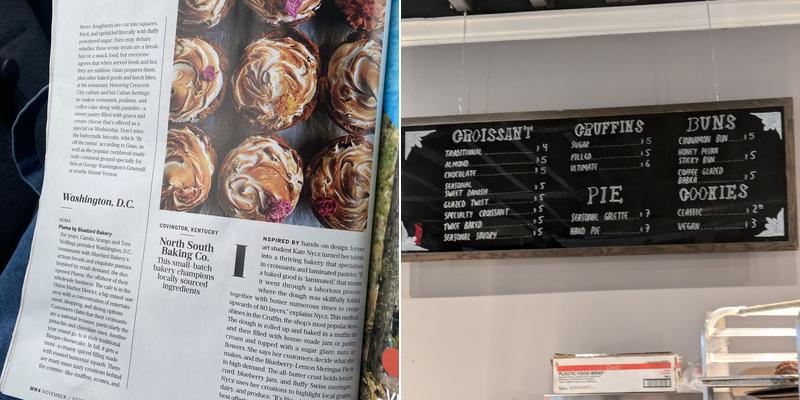 these doughnuts are cut into squares,
fried, and sprinkled liberally with fluffy
powdered sugar. Fans may debate
whether these iconic treats are a break-
fast or a snack food, but everyone
agrees that when served fresh and hot,
they are sublime. Guas prepares them,
plus other baked goods and lunch bites,
at his restaurant. Honoring Crescent
City culture and his Cuban heritage,
he makes croissants, pralines, and
coffee cake along with pastelito—a
sweet pastry filled with guava and
cream cheese that's offered as a
special on Wednesday. Don't miss
the buttermilk biscuits, which "fly
off the menu" according to Guas, as
well as the popular cornbread made
with cornmeal ground specially for
him at George Washington's Gristmill
at nearby Mount Vernon.
Washington, D.C.
NOMA
Plume by Bluebird Bakery
For years, Camila Arango and Tom
Wellings provided Washington, D.C.
restaurants with Bluebird Bakery's
artisan breads and exquisite pastries.
Inspired by retail demand, the duo
opened Pluma, the offshoot of their
wholesale business. The cafe is in the
Union Market District, a hip mixed-use
area with a concentration of entertain-
ment, shopping, and dining options.
Customers claim that their croissants
are a national treasure, particularly the
pistachio and chocolate ones. Another
year-round go-to is their traditional
Basque cheesecake. In fall, it gets a
twist—a creamy, spiced filling made
with roasted butternut squash. There
are many more tasty creations behind
the counter–like muffins, scones, and
WH4 NOVEMBER / 
COVINGTON, KENTUCKY
North South
Baking Co.
This small-batch
bakery champions
locally sourced
ingredients
INSPIRED BY hands-on design, former
art student Kate Nycz turned her talents
into a thriving bakery that specializes
in croissants and laminated pastries. "If
a baked good is 'laminated,' that means
it went through a laborious process
where the dough was skillfully folded
together with butter numerous times to create
upwards of 80 layers," explains Nycz. This method
shines in the Cruffin, the shop's most popular item.
The dough is rolled up and baked in a muffin tin
and then filled with house-made jam or pastry
cream and topped with a sugar glaze, nuts, or
flowers. She says her customers decide what she
makes, and the Blueberry-Lemon Meringue Pie is
in high demand. The all-butter crust holds lemon
curd, blueberry jam, and fluffy Swiss meringue.
Nycz uses her creations to highlight local grains,
dairy, and produce.
best
CROISSANT
TRADITIONAL $4
ALMOND $5
CHOCOLATE $5
SEASONAL
SWEET DANISH
GLAZED TWIST
SPECIALTY CROISSANT $5
TWICE BAKED $5
SEASONAL SAVORY $5
CRUFFINS
SUGAR $5
FILLED $5
ULTIMATE $6
PIE
SEASONAL GALETTE $7
HAND PIE $7
BUNS
CINNAMON BUN $5
HONEY PECAN
STICKY BUN $5
COFFEE GLAZED
BABKA $5
COOKIES
CLASSIC $2
VEGAN $3
PLASTIC FOOD WRAP